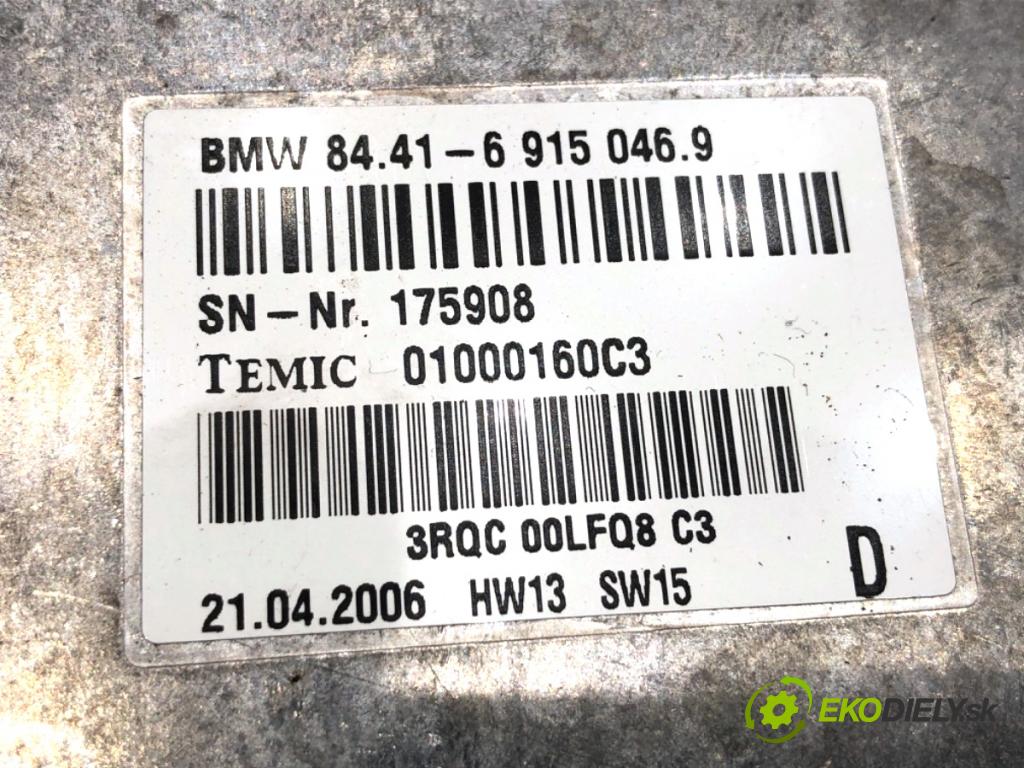 BMW 84.41-6 915 046.9
SN-Nr. 175908
TEMIC 01000160C3
3RQC 00LFQ8 C3
21.04.2006 HW13 SW15 D
EKODIELY.sk